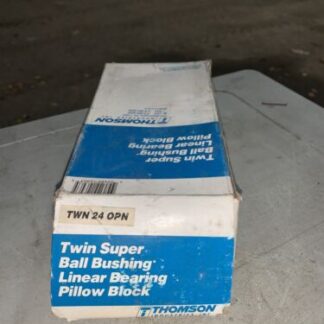 THOMSON
Twin Super
Ball Bushing
Linear Bearing
Pillow Block
TWN 24 OPN
Twin Super
Ball Bushing
Linear Bearing
Pillow Block
THOMSON